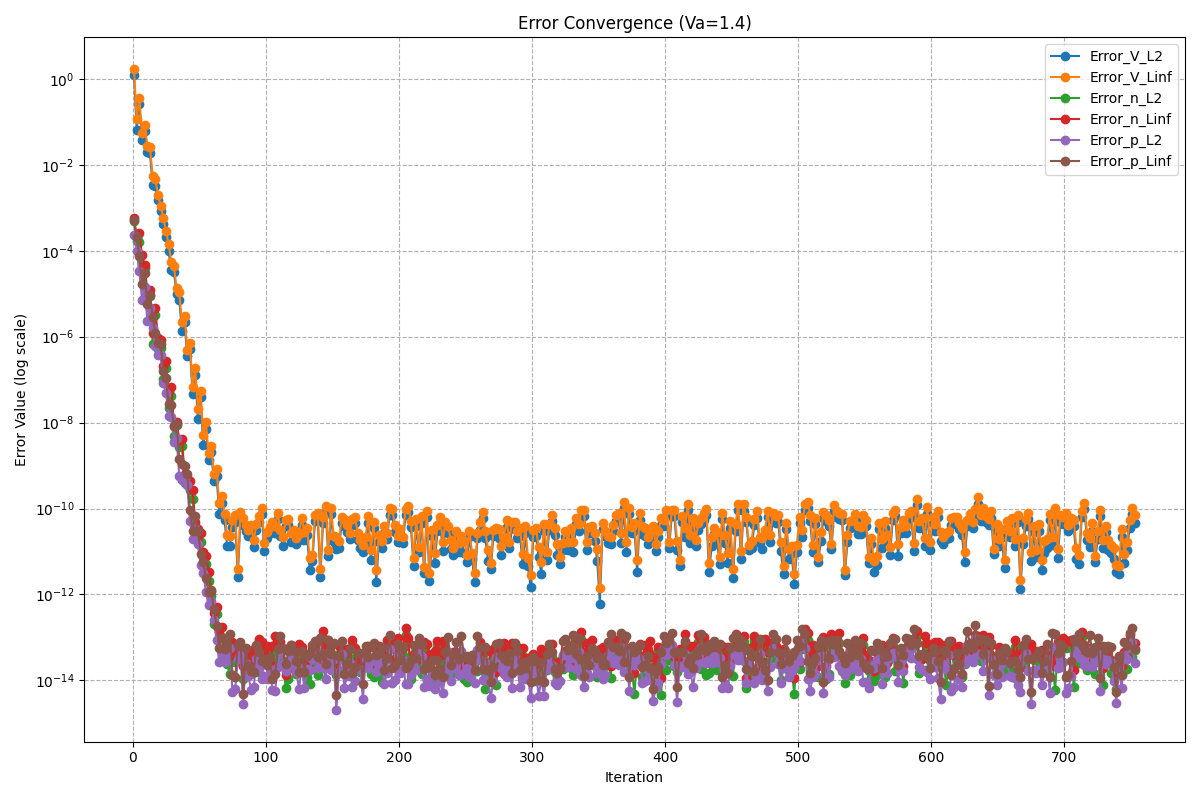 Error Convergence (Va=1.4)
Error_V_L2
Error_V_Linf
Error_n_L2
Error_n_Linf
Error_p_L2
Error_p_Linf
Error Value (log scale)
10⁰
10⁻²
10⁻⁴
10⁻⁶
10⁻⁸
10⁻¹⁰
10⁻¹²
10⁻¹⁴
0 100 200 300 400 500 600 700
Iteration